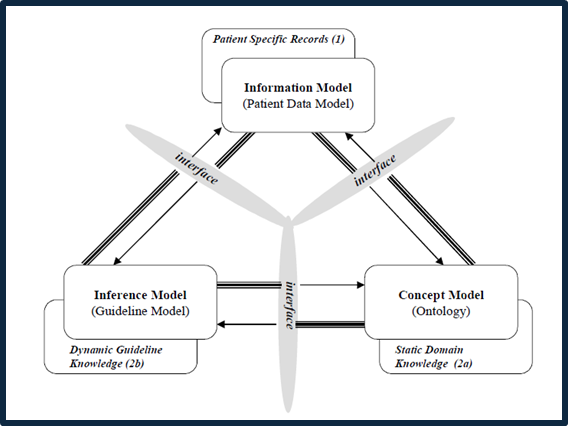 Patient Specific Records (1)
Information Model
(Patient Data Model)
interface
interface
Inference Model
(Guideline Model)
interface
Concept Model
(Ontology)
Dynamic Guideline
Knowledge (2b)
Static Domain
Knowledge (2a)